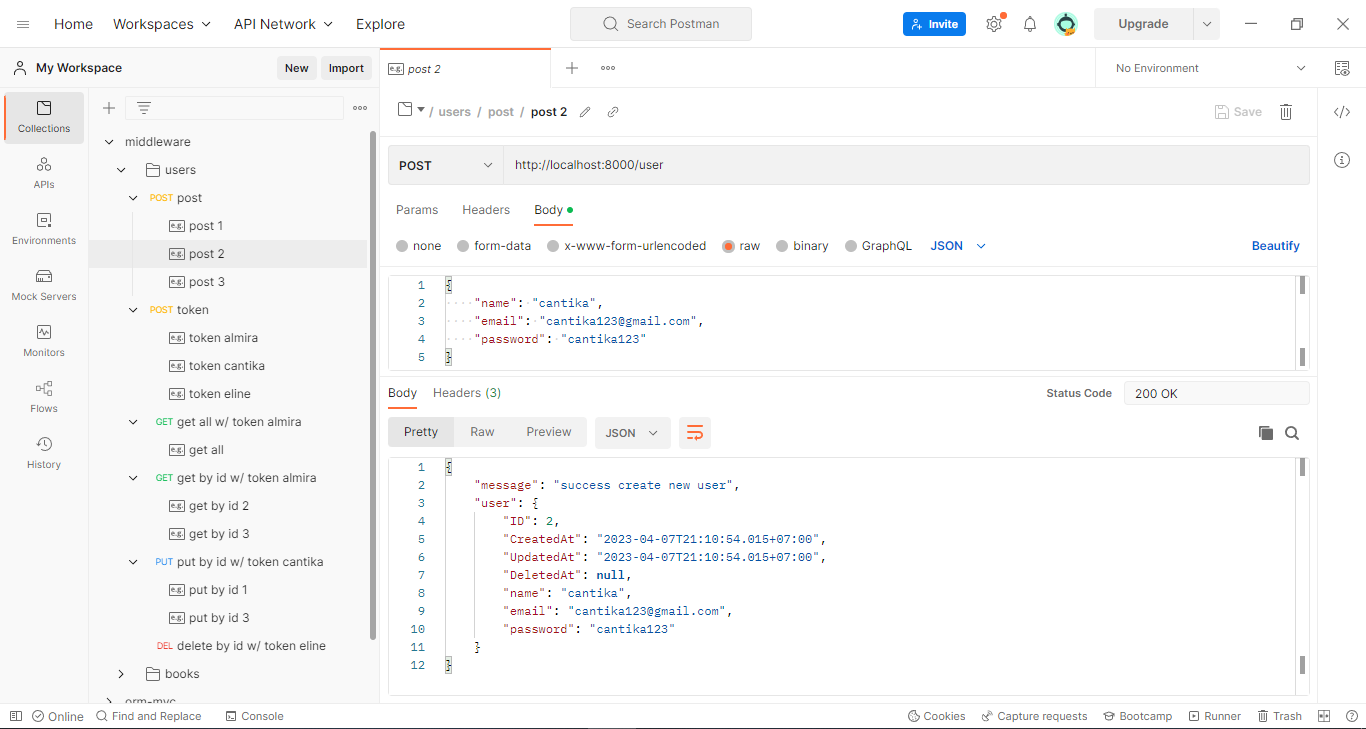 Home Workspaces API Network Explore Search Postman Invite Upgrade
My Workspace New Import e.g. post 2 No Environment
Collections
APIs
Environments
Mock Servers
Monitors
Flows
History
middleware
users
POST post
e.g. post 1
e.g. post 2
e.g. post 3
POST token
e.g. token almira
e.g. token cantika
e.g. token eline
GET get all w/ token almira
e.g. get all
GET get by id w/ token almira
e.g. get by id 2
e.g. get by id 3
PUT put by id w/ token cantika
e.g. put by id 1
e.g. put by id 3
DEL delete by id w/ token eline
books
orm-mvc
/ users / post / post 2 Save
POST http://localhost:8000/user
Params Headers Body
none form-data x-www-form-urlencoded raw binary GraphQL JSON Beautify
1 {
2 "name": "cantika",
3 "email": "cantika123@gmail.com",
4 "password": "cantika123"
5 }
Body Headers (3) Status Code 200 OK
Pretty Raw Preview JSON
1 {
2 "message": "success create new user",
3 "user": {
4 "ID": 2,
5 "CreatedAt": "2023-04-07T21:10:54.015+07:00",
6 "UpdatedAt": "2023-04-07T21:10:54.015+07:00",
7 "DeletedAt": null,
8 "name": "cantika",
9 "email": "cantika123@gmail.com",
10 "password": "cantika123"
11 }
12 }
Online Find and Replace Console Cookies Capture requests Bootcamp Runner Trash